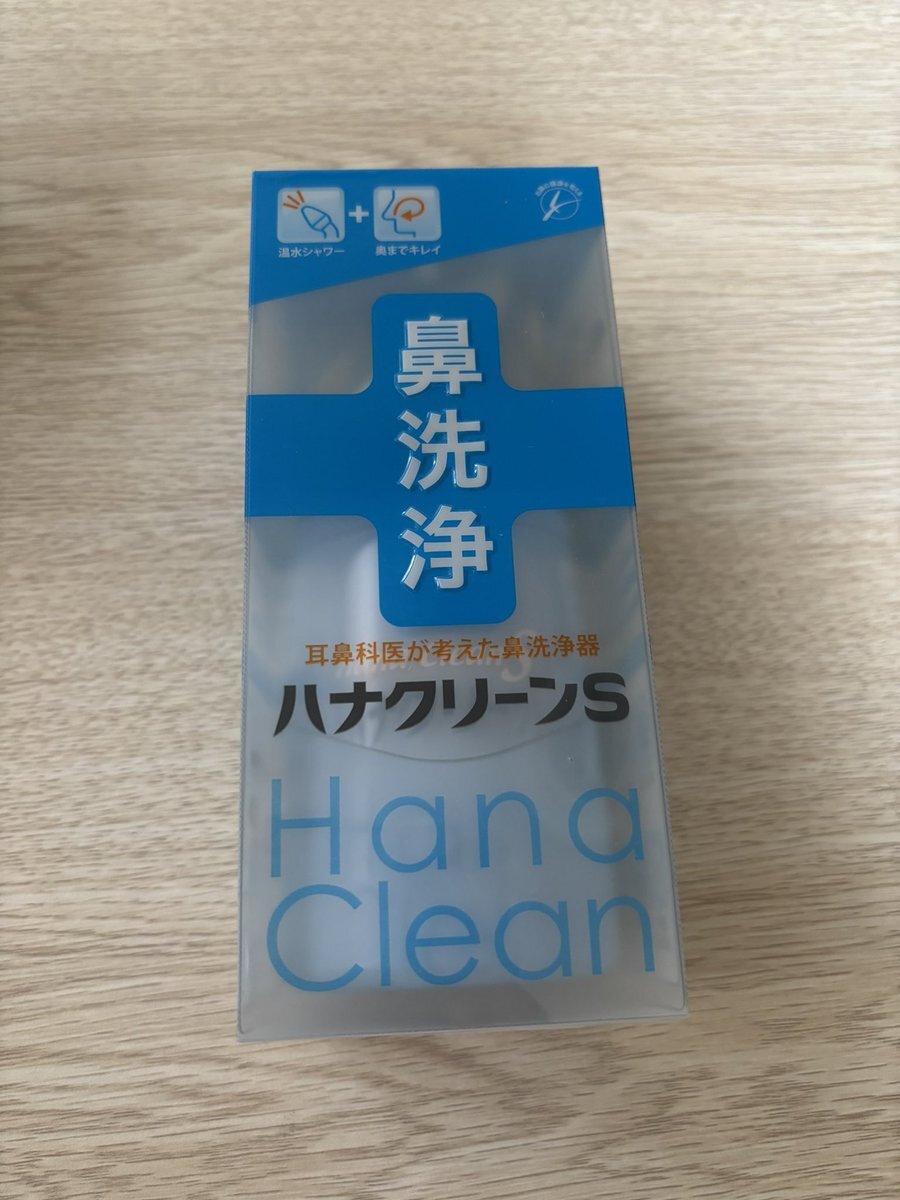 温水シャワー
+
奥までキレイ
鼻洗浄
耳鼻科医が考えた鼻洗浄器
ハナクリーンS
Hana
Clean